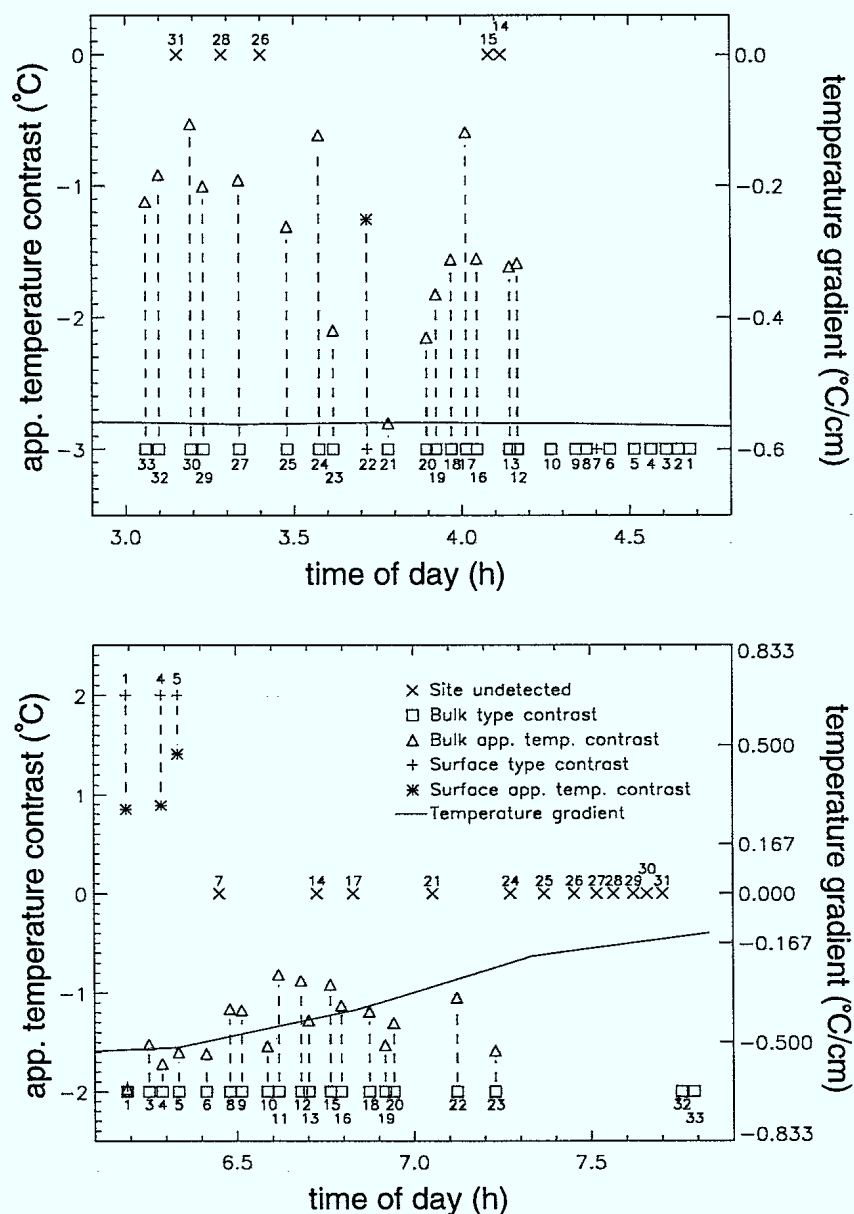 31 28 26 15 14
0 0.0
−1 −0.2
−2 −0.4
−3 −0.6
app. temperature contrast (°C)
temperature gradient (°C/cm)
33 32 30 29 27 25 24 23 22 21 20 19 18 17 16 13 12 10 9 8 7 6 5 4 3 2 1
3.0 3.5 4.0 4.5
time of day (h)
1 4 5
2 0.833
1 0.500
0.167
0 0.000
−0.167
−1 −0.500
−2 −0.833
app. temperature contrast (°C)
temperature gradient (°C/cm)
× Site undetected
□ Bulk type contrast
△ Bulk app. temp. contrast
+ Surface type contrast
✳ Surface app. temp. contrast
— Temperature gradient
7 14 17 21 24 25 26 27 28 29 30 31
1 3 4 5 6 8 9 10 11 12 13 15 16 18 19 20 22 23 32 33
6.5 7.0 7.5
time of day (h)